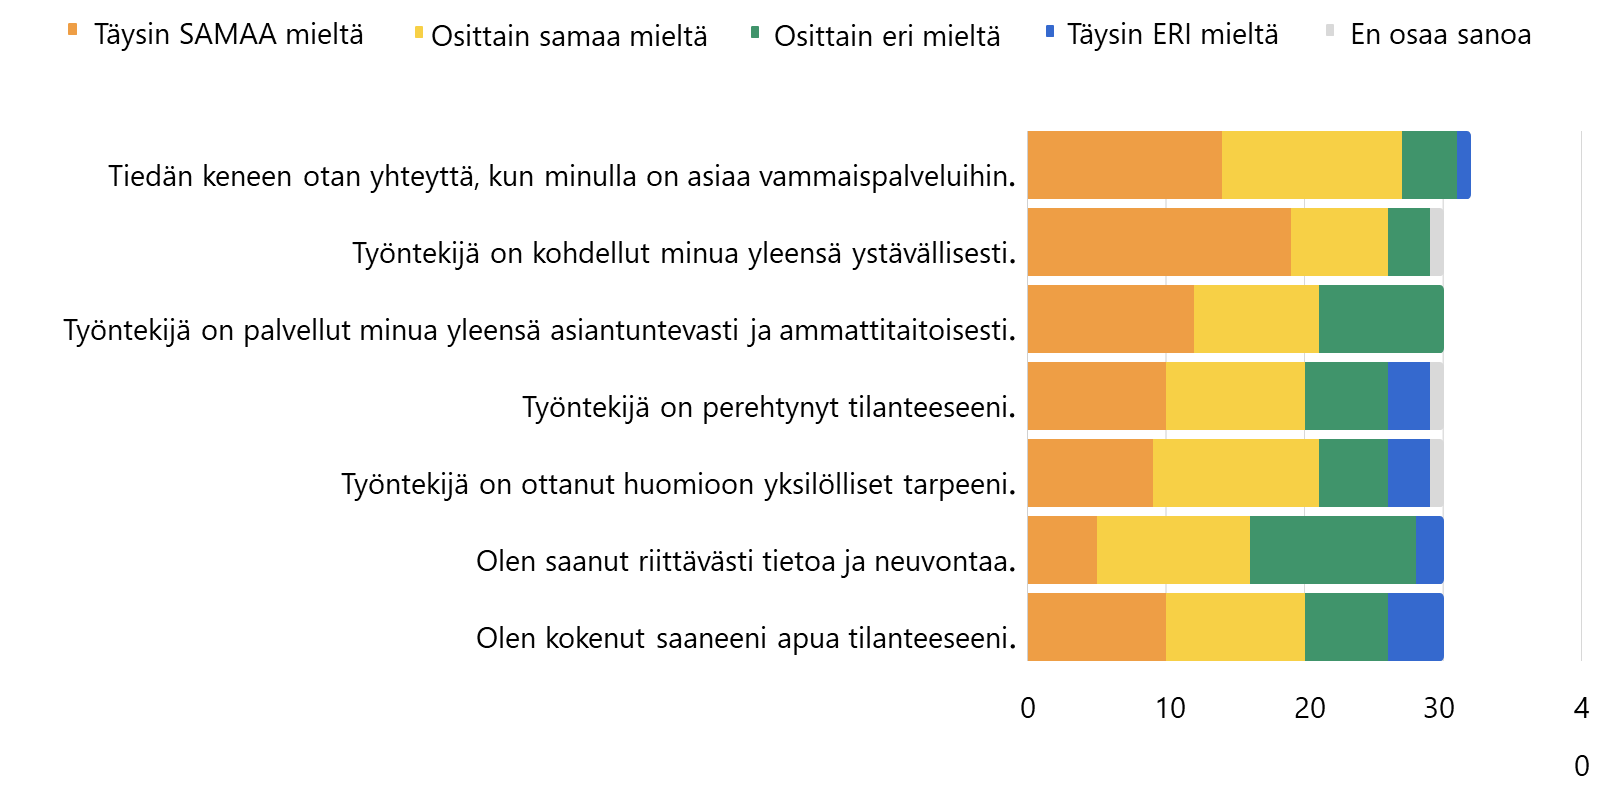 Täysin SAMAA mieltä Osittain samaa mieltä Osittain eri mieltä Täysin ERI mieltä En osaa sanoa
Tiedän keneen otan yhteyttä, kun minulla on asiaa vammaispalveluihin.
Työntekijä on kohdellut minua yleensä ystävällisesti.
Työntekijä on palvellut minua yleensä asiantuntevasti ja ammattitaitoisesti.
Työntekijä on perehtynyt tilanteeseeni.
Työntekijä on ottanut huomioon yksilölliset tarpeeni.
Olen saanut riittävästi tietoa ja neuvontaa.
Olen kokenut saaneeni apua tilanteeseeni.
0 10 20 30 4
0